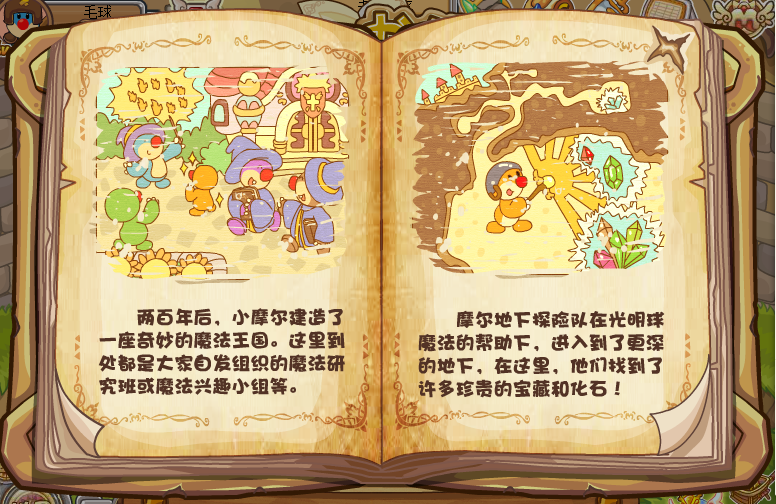 毛球
两百年后，小摩尔建造了
一座奇妙的魔法王国。这里到
处都是大家自发组织的魔法研
究班或魔法兴趣小组等。
摩尔地下探险队在光明球
魔法的帮助下，进入到了更深
的地下，在这里，他们找到了
许多珍贵的宝藏和化石！